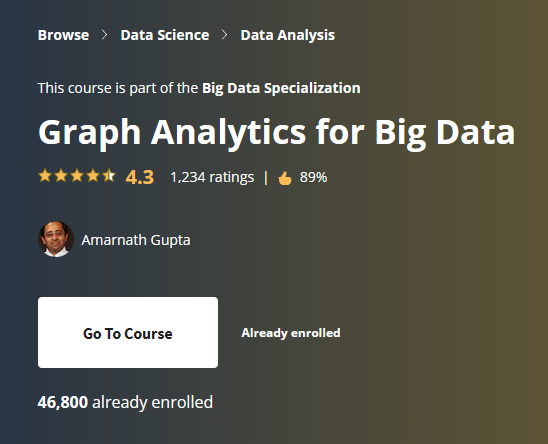 Browse > Data Science > Data Analysis
This course is part of the Big Data Specialization
Graph Analytics for Big Data
4.3 1,234 ratings | 89%
Amarnath Gupta
Go To Course Already enrolled
46,800 already enrolled